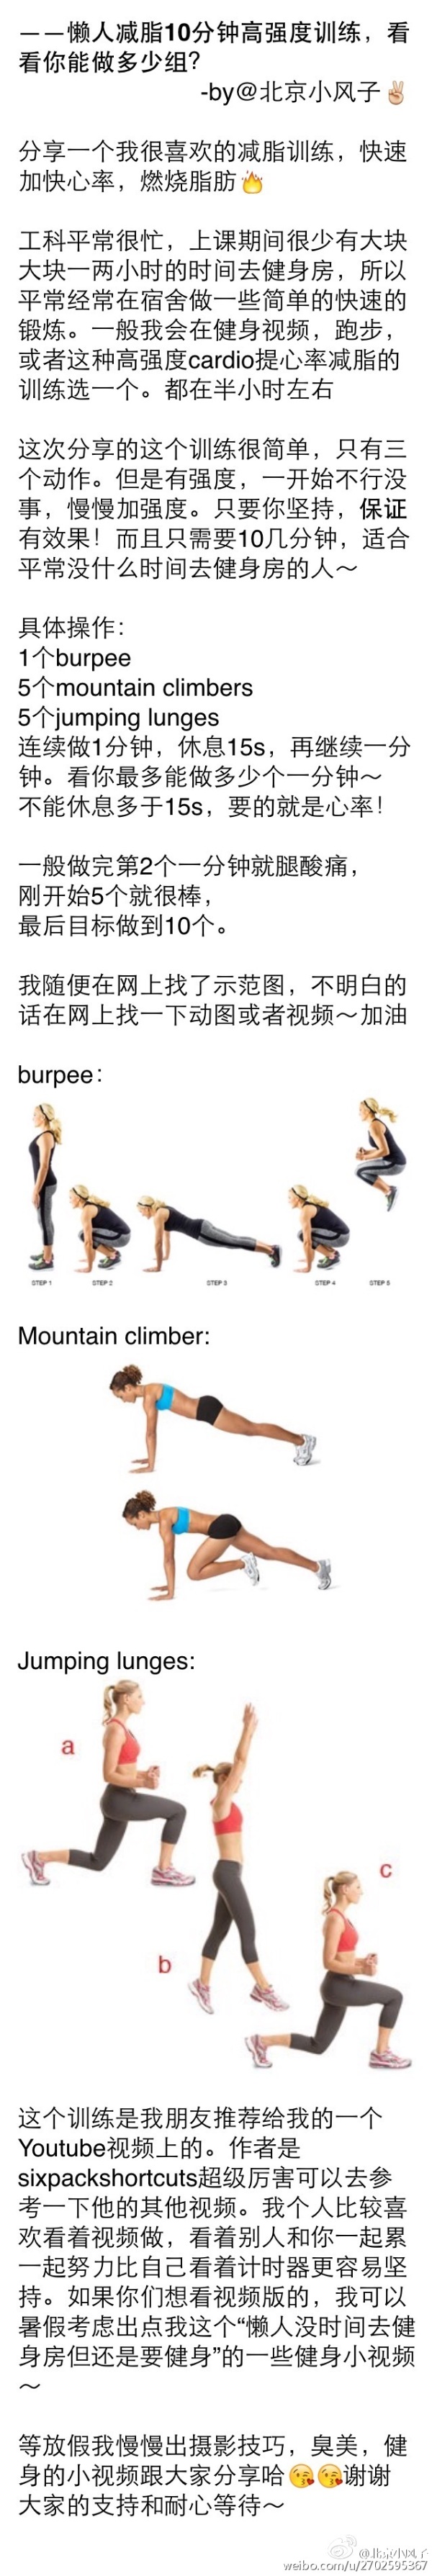 ——懒人减脂10分钟高强度训练，看
看你能做多少组？
-by@北京小风子✌️
分享一个我很喜欢的减脂训练，快速
加快心率，燃烧脂肪🔥
工科平常很忙，上课期间很少有大块
大块一两小时的时间去健身房，所以
平常经常在宿舍做一些简单的快速的
锻炼。一般我会在健身视频，跑步，
或者这种高强度cardio提心率减脂的
训练选一个。都在半小时左右
这次分享的这个训练很简单，只有三
个动作。但是有强度，一开始不行没
事，慢慢加强度。只要你坚持，保证
有效果！而且只需要10几分钟，适合
平常没什么时间去健身房的人～
具体操作：
1个burpee
5个mountain climbers
5个jumping lunges
连续做1分钟，休息15s，再继续一分
钟。看你最多能做多少个一分钟～
不能休息多于15s，要的就是心率！
一般做完第2个一分钟就腿酸痛，
刚开始5个就很棒，
最后目标做到10个。
我随便在网上找了示范图，不明白的
话在网上找一下动图或者视频～加油
burpee：
STEP 1 STEP 2 STEP 3 STEP 4 STEP 5
Mountain climber:
Jumping lunges:
a
b
c
这个训练是我朋友推荐给我的一个
Youtube视频上的。作者是
sixpackshortcuts超级厉害可以去参
考一下他的其他视频。我个人比较喜
欢看着视频做，看着别人和你一起累
一起努力比自己看着计时器更容易坚
持。如果你们想看视频版的，我可以
暑假考虑出点我这个“懒人没时间去健
身房但还是要健身”的一些健身小视频
～
等放假我慢慢出摄影技巧，臭美，健
身的小视频跟大家分享哈😘😘谢谢
大家的支持和耐心等待～
@北京小风子
weibo.com/u/2702595367